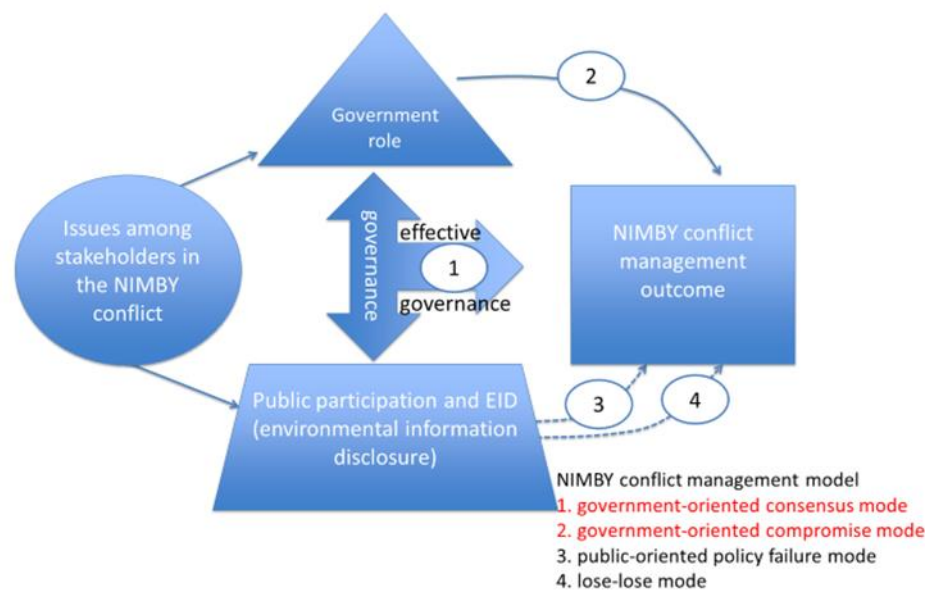 Government
role
2
Issues among
stakeholders in
the NIMBY
conflict
governance
effective
1
governance
NIMBY conflict
management
outcome
Public participation and EID
(environmental information
disclosure)
3
4
NIMBY conflict management model
1. government-oriented consensus mode
2. government-oriented compromise mode
3. public-oriented policy failure mode
4. lose-lose mode